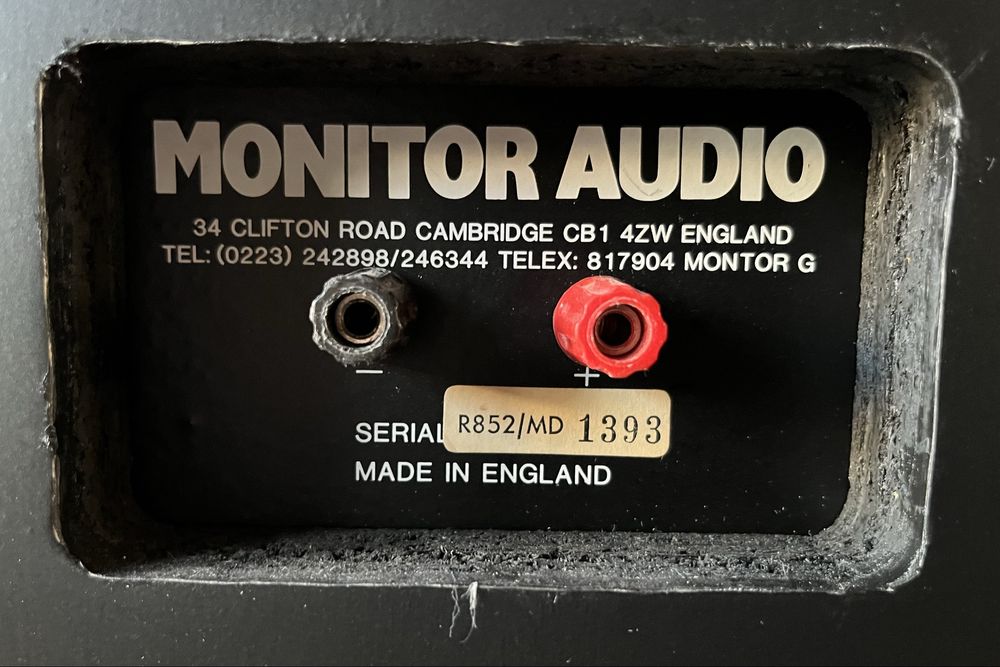 MONITOR AUDIO
34 CLIFTON ROAD CAMBRIDGE CB1 4ZW ENGLAND
TEL: (0223) 242898/246344 TELEX: 817904 MONTOR G
− +
SERIAL R852/MD 1393
MADE IN ENGLAND